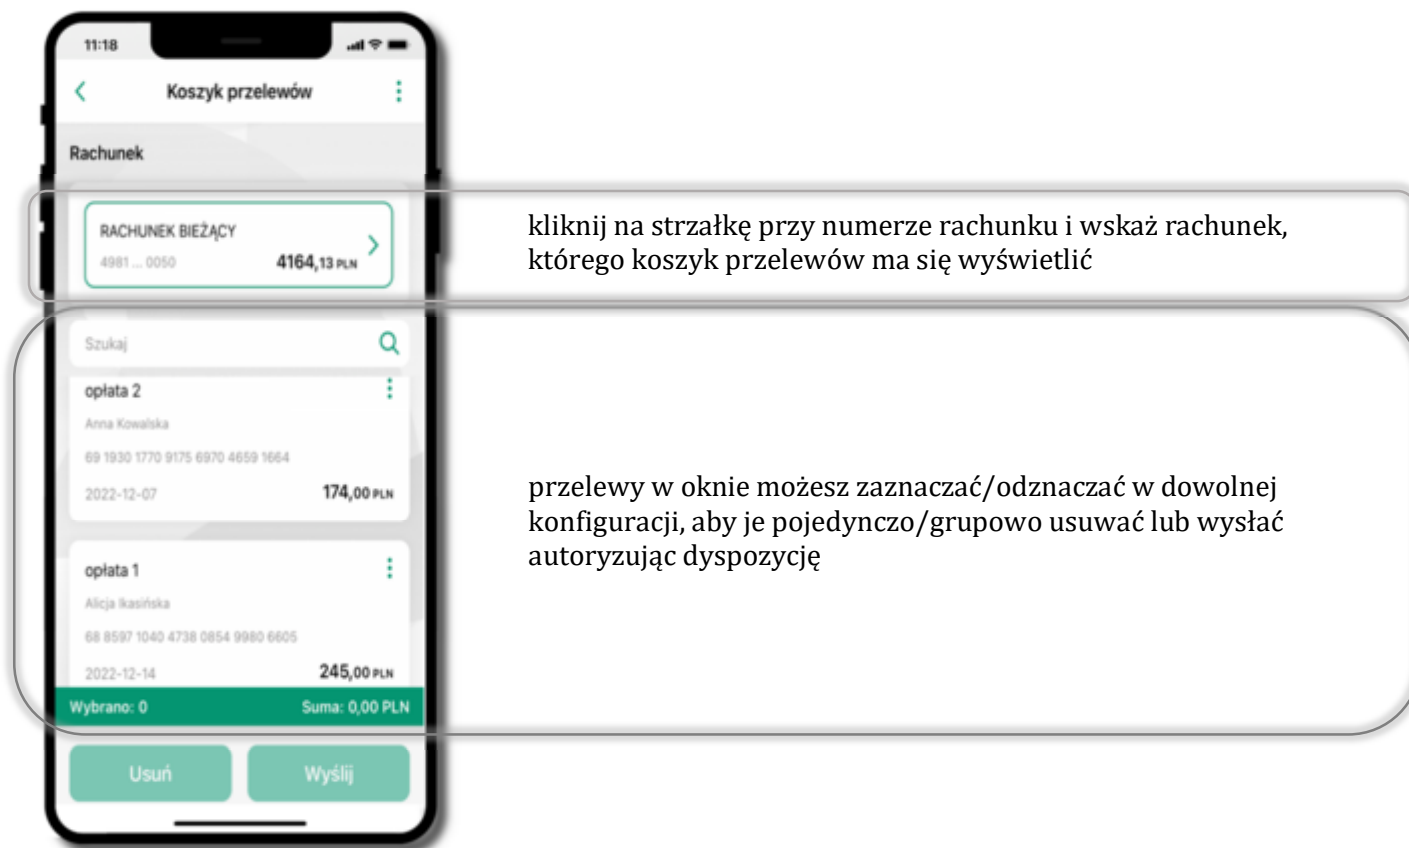 11:18
Koszyk przelewów
Rachunek
RACHUNEK BIEŻĄCY
4981 ... 0050
4164,13 PLN
kliknij na strzałkę przy numerze rachunku i wskaż rachunek,
którego koszyk przelewów ma się wyświetlić
Szukaj
opłata 2
Anna Kowalska
69 1930 1770 9175 6970 4659 1664
2022-12-07
174,00 PLN
przelewy w oknie możesz zaznaczać/odznaczać w dowolnej
konfiguracji, aby je pojedynczo/grupowo usuwać lub wysłać
autoryzując dyspozycję
opłata 1
Alicja Ikasińska
68 8597 1040 4738 0854 9980 6605
2022-12-14
245,00 PLN
Wybrano: 0
Suma: 0,00 PLN
Usuń
Wyślij